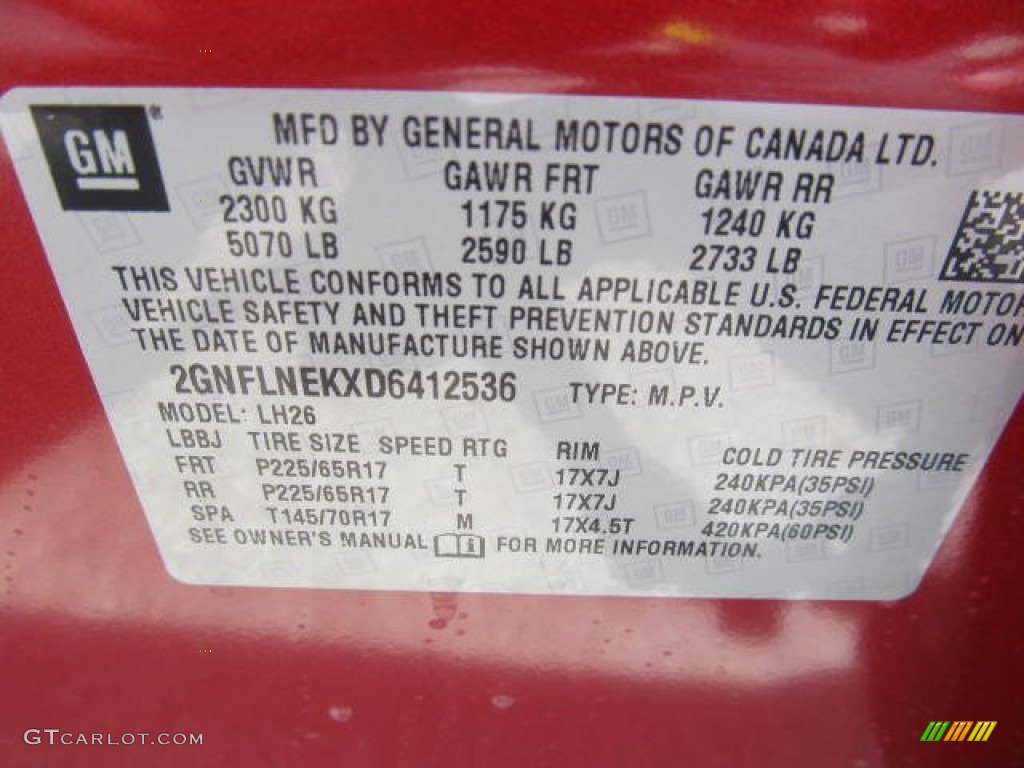 GM
MFD BY GENERAL MOTORS OF CANADA LTD.
GVWR GAWR FRT GAWR RR
2300 KG 1175 KG 1240 KG
5070 LB 2590 LB 2733 LB
THIS VEHICLE CONFORMS TO ALL APPLICABLE U.S. FEDERAL MOTOR
VEHICLE SAFETY AND THEFT PREVENTION STANDARDS IN EFFECT ON
THE DATE OF MANUFACTURE SHOWN ABOVE.
2GNFLNEKXD6412536 TYPE: M.P.V.
MODEL: LH26
LBBJ TIRE SIZE SPEED RTG RIM COLD TIRE PRESSURE
FRT P225/65R17 T 17X7J 240KPA(35PSI)
RR P225/65R17 T 17X7J 240KPA(35PSI)
SPA T145/70R17 M 17X4.5T 420KPA(60PSI)
SEE OWNER'S MANUAL FOR MORE INFORMATION.
GTCARLOT.COM